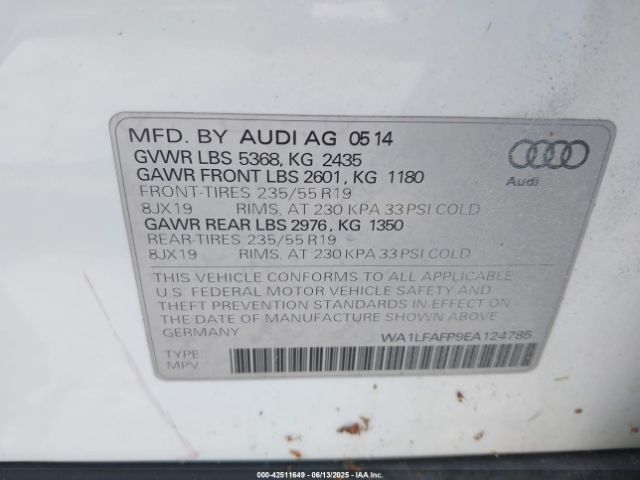 MFD. BY AUDI AG 0514
GVWR LBS 5368, KG 2435
GAWR FRONT LBS 2601, KG 1180
FRONT-TIRES 235/55 R19
8JX19 RIMS, AT 230 KPA 33 PSI COLD
GAWR REAR LBS 2976, KG 1350
REAR-TIRES 235/55 R19
8JX19 RIMS, AT 230 KPA 33 PSI COLD
Audi
THIS VEHICLE CONFORMS TO ALL APPLICABLE
U.S. FEDERAL MOTOR VEHICLE SAFETY AND
THEFT PREVENTION STANDARDS IN EFFECT ON
THE DATE OF MANUFACTURE SHOWN ABOVE
GERMANY
WA1LFAFP9EA124785
TYPE:
MPV
00-42511649 - 06/13/2025 - IAA